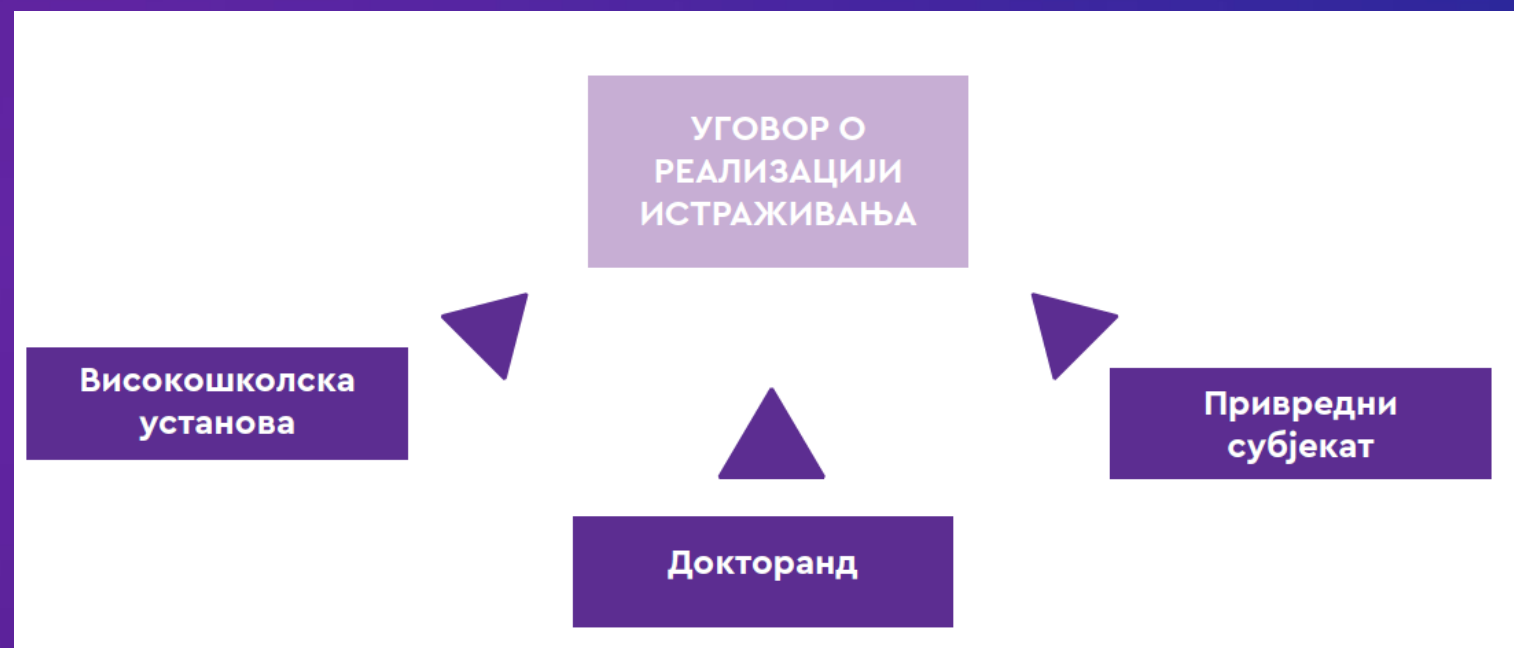 УГОВОР О
РЕАЛИЗАЦИЈИ
ИСТРАЖИВАЊА
Високошколска
установа
Привредни
субјекат
Докторанд